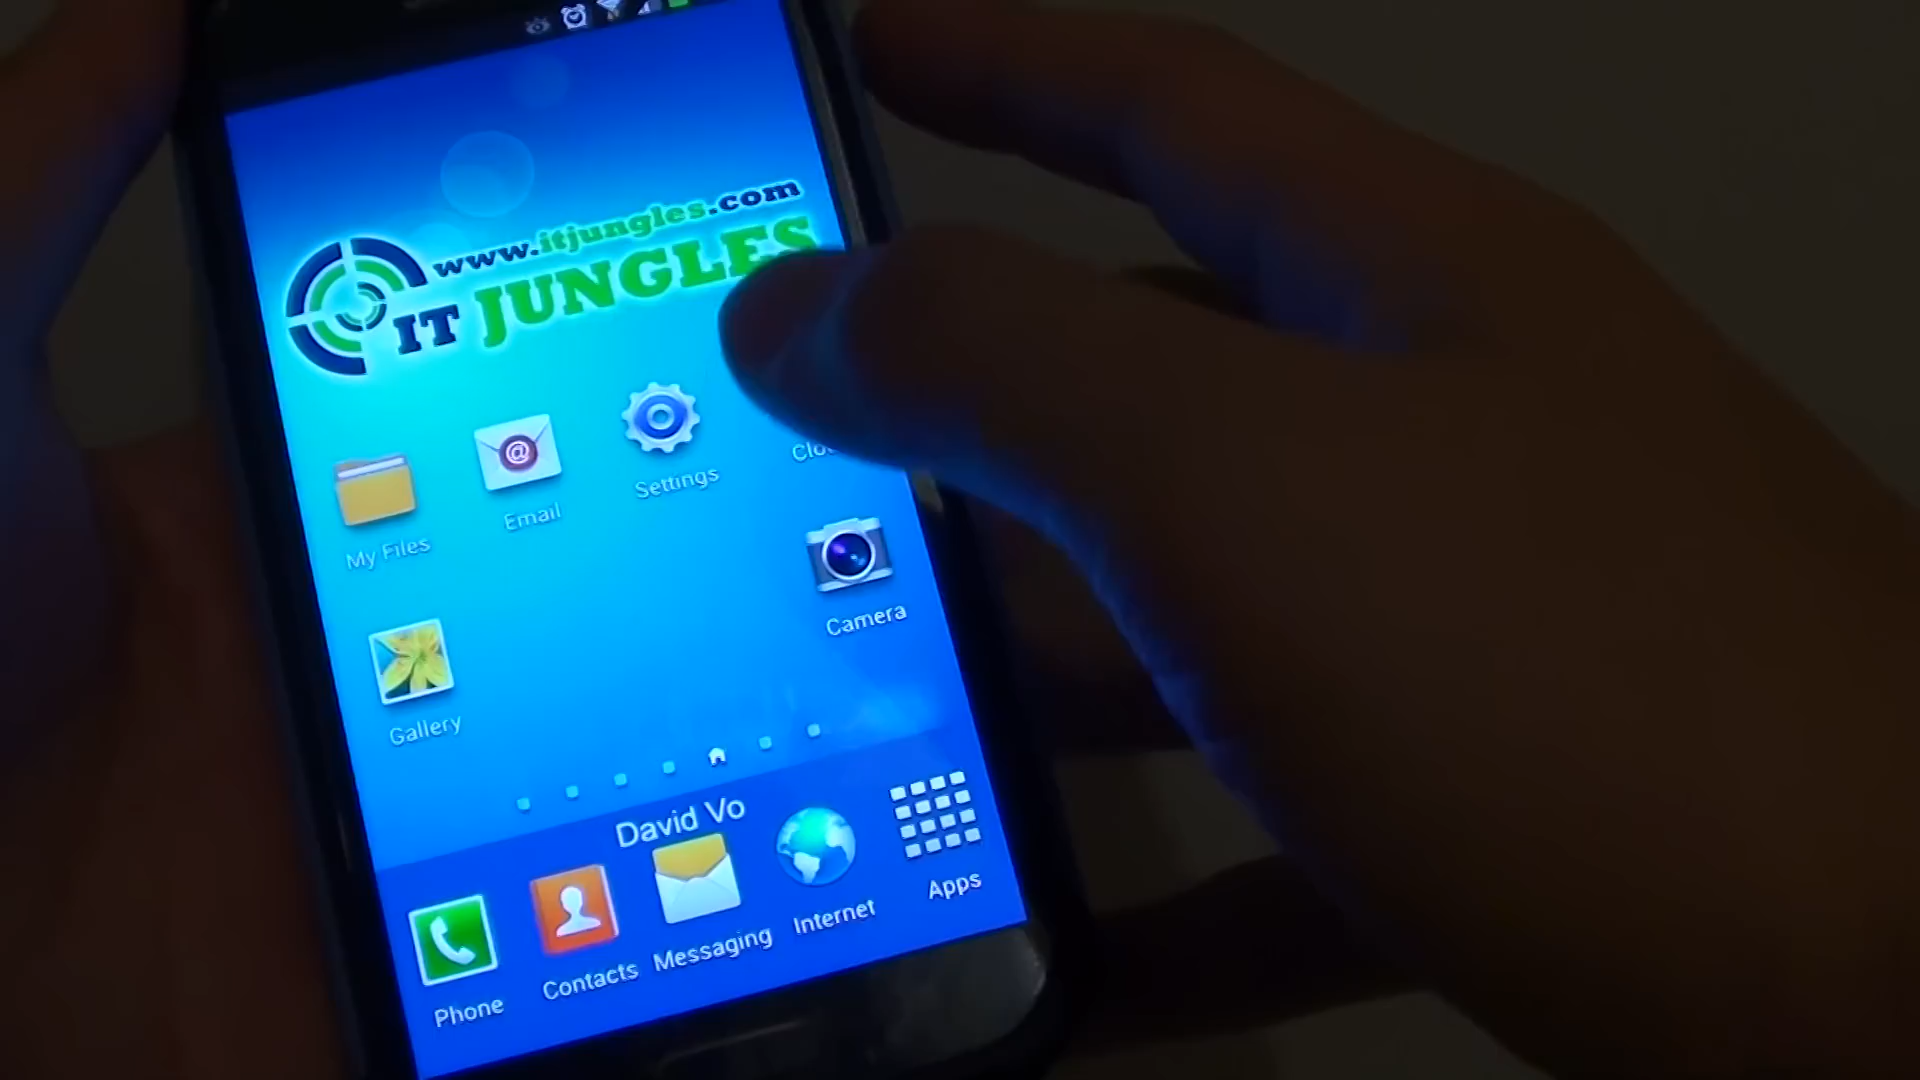 www.itjungles.com
IT JUNGLES
My Files
Email
Settings
Gallery
Camera
David Vo
Phone
Contacts
Messaging
Internet
Apps